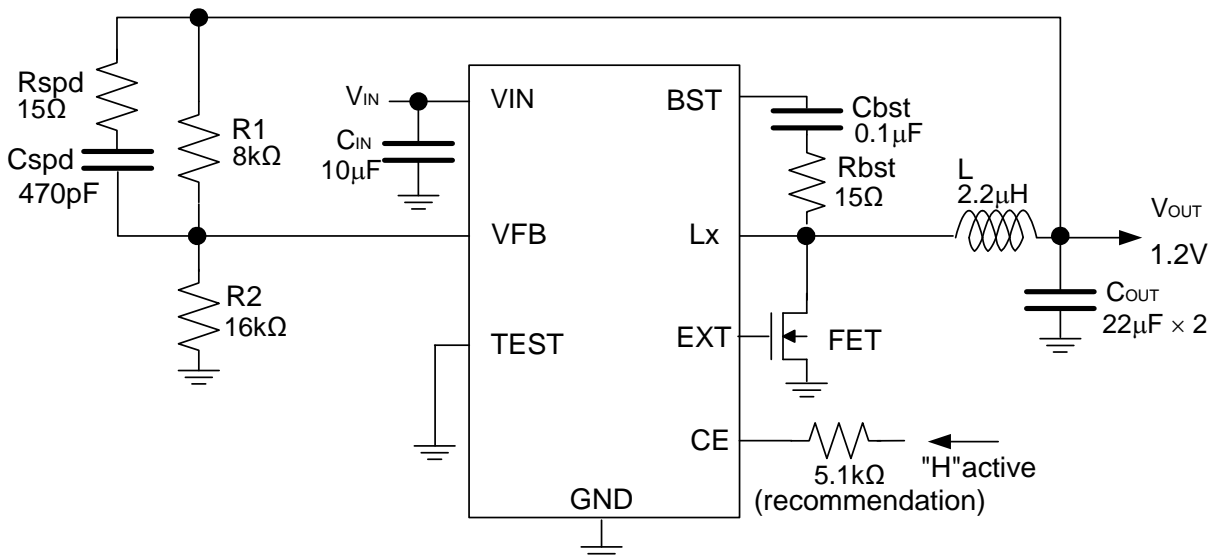 Rspd
15Ω
Cspd
470pF
R1
8kΩ
R2
16kΩ
VIN
CIN
10μF
VIN
VFB
TEST
GND
BST
Lx
EXT
CE
Cbst
0.1μF
Rbst
15Ω
L
2.2μH
FET
VOUT
1.2V
COUT
22μF × 2
5.1kΩ
(recommendation)
"H"active